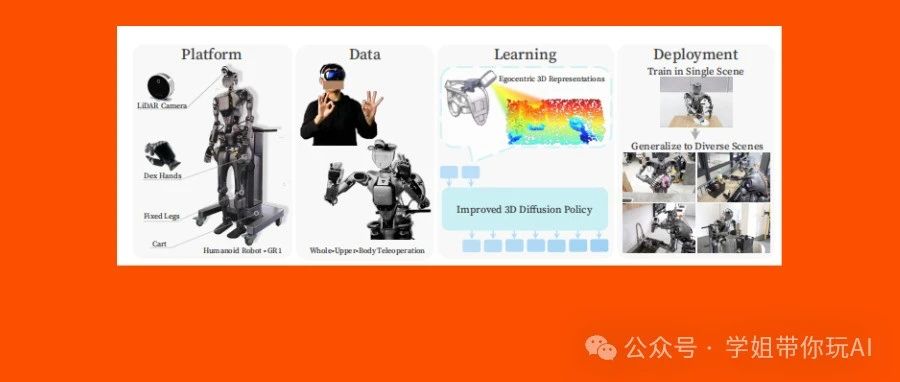 Platform
LiDAR Camera
Dex Hands
Fixed Legs
Cart
Humanoid Robot - GR1
Data
Whole-Upper-Body Teleoperation
Learning
Egocentric 3D Representations
Improved 3D Diffusion Policy
Deployment
Train in Single Scene
Generalize to Diverse Scenes
公众号 · 学姐带你玩AI